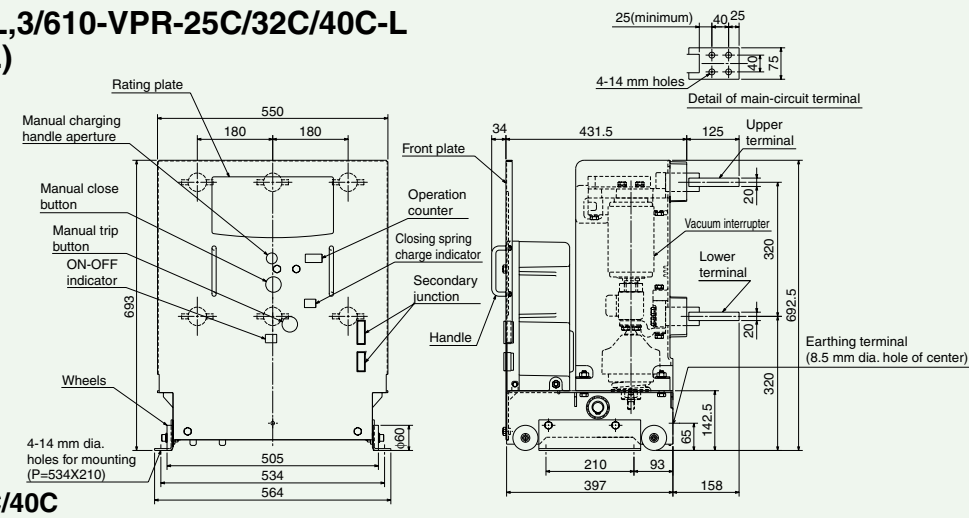 L,3/610-VPR-25C/32C/40C-L
)
25(minimum)
40
25
40
75
4-14 mm holes
Detail of main-circuit terminal
Rating plate
550
180
180
Manual charging
handle aperture
Manual close
button
Manual trip
button
ON-OFF
indicator
Operation
counter
Closing spring
charge indicator
Secondary
junction
693
Wheels
4-14 mm dia.
holes for mounting
(P=534X210)
505
534
564
φ60
34
431.5
125
Front plate
Upper
terminal
20
Vacuum interrupter
320
Lower
terminal
20
692.5
Handle
Earthing terminal
(8.5 mm dia. hole of center)
320
142.5
65
210
93
397
158
C/40C